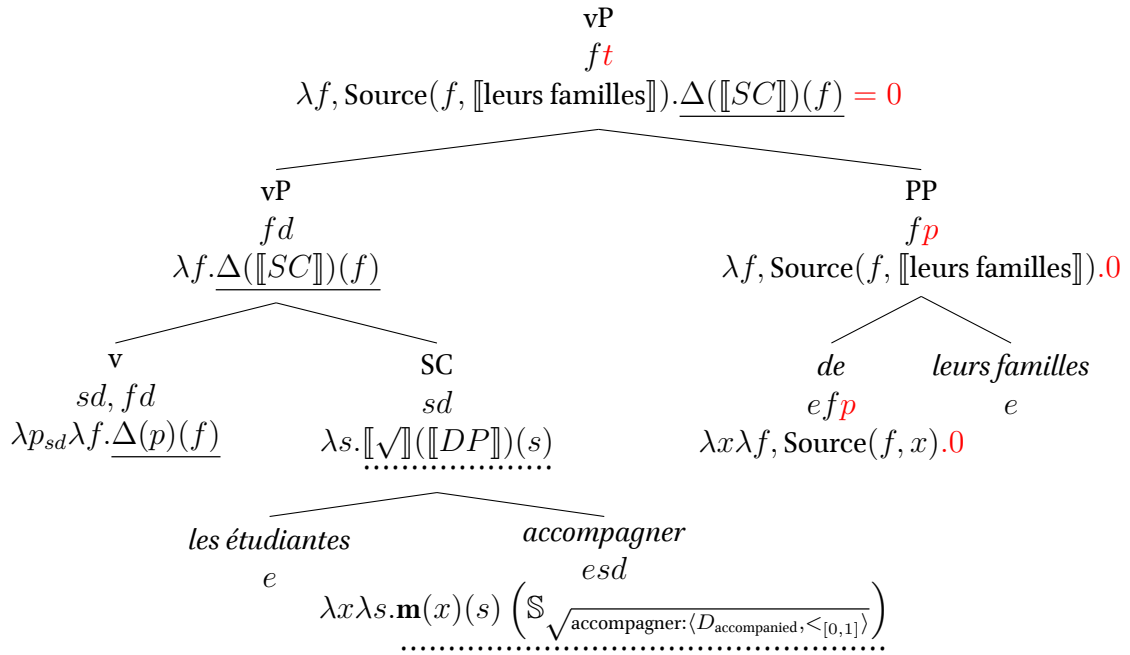 vP
ft
λf, Source(f, ⟦leurs familles⟧).Δ(⟦SC⟧)(f) = 0
vP PP
fd fp
λf.Δ(⟦SC⟧)(f) λf, Source(f, ⟦leurs familles⟧).0
v SC de leurs familles
sd, fd sd efp e
λp_sd λf.Δ(p)(f) λs.⟦√⟧(⟦DP⟧)(s) λxλf, Source(f, x).0
les étudiantes accompagner
e esd
λxλs.m(x)(s) (𝕊_√accompagner:⟨D_accompanied,<_[0,1]⟩)